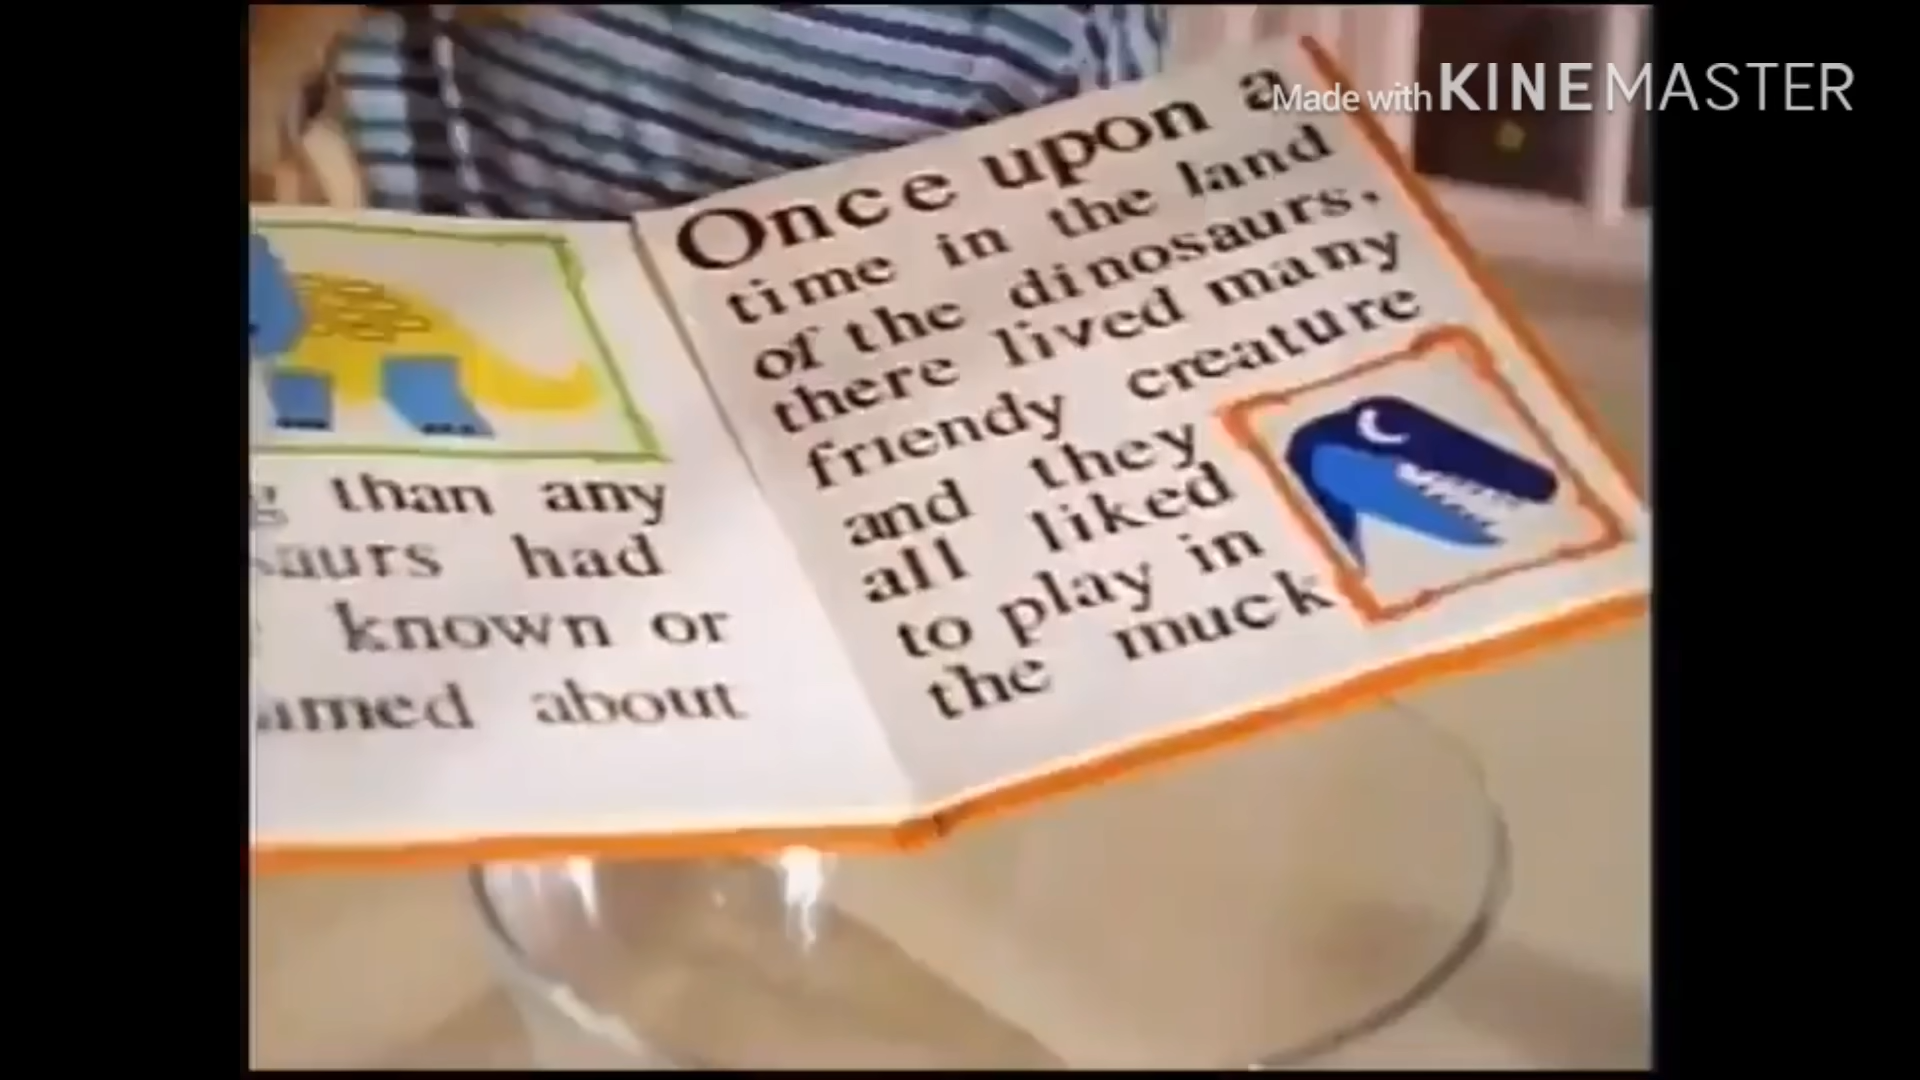 Made with KINEMASTER
than any
had
known or
about
Once upon a
time in the land
of the dinosaurs,
there lived many
friendly creature
and they
all liked
to play in
the muck